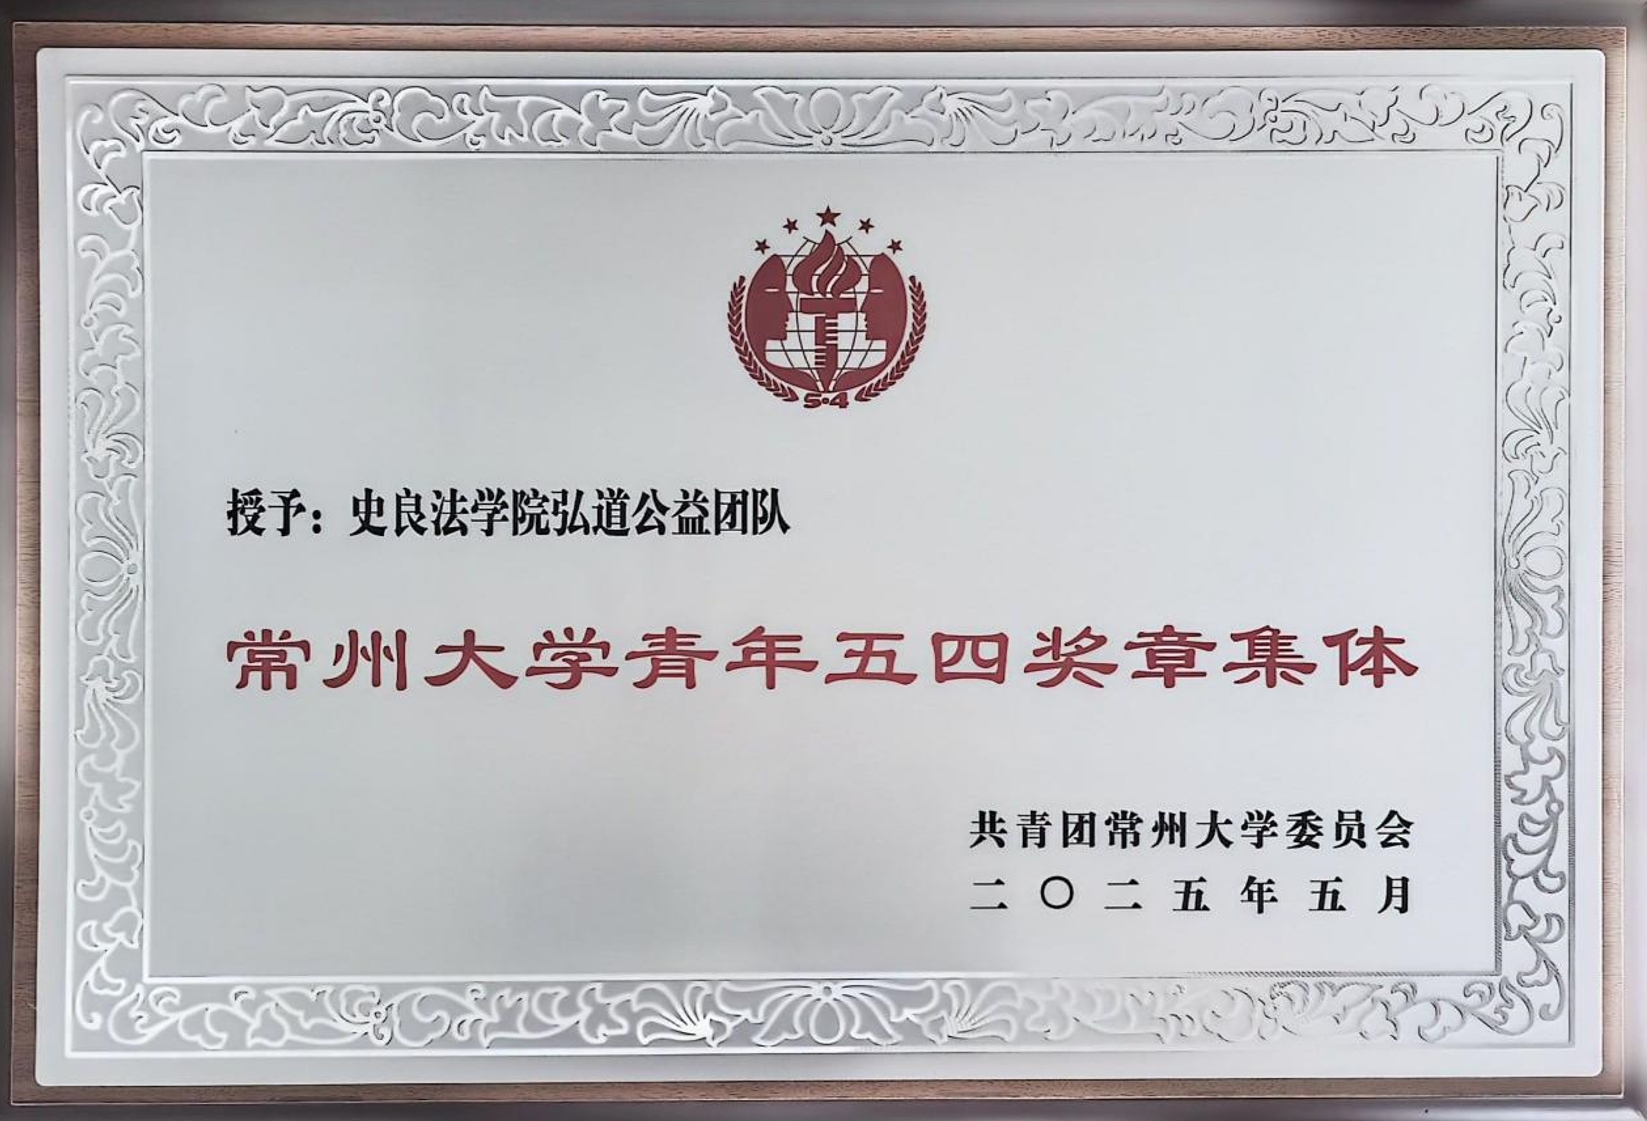 5·4
授予：史良法学院弘道公益团队
常州大学青年五四奖章集体
共青团常州大学委员会
二〇二五年五月